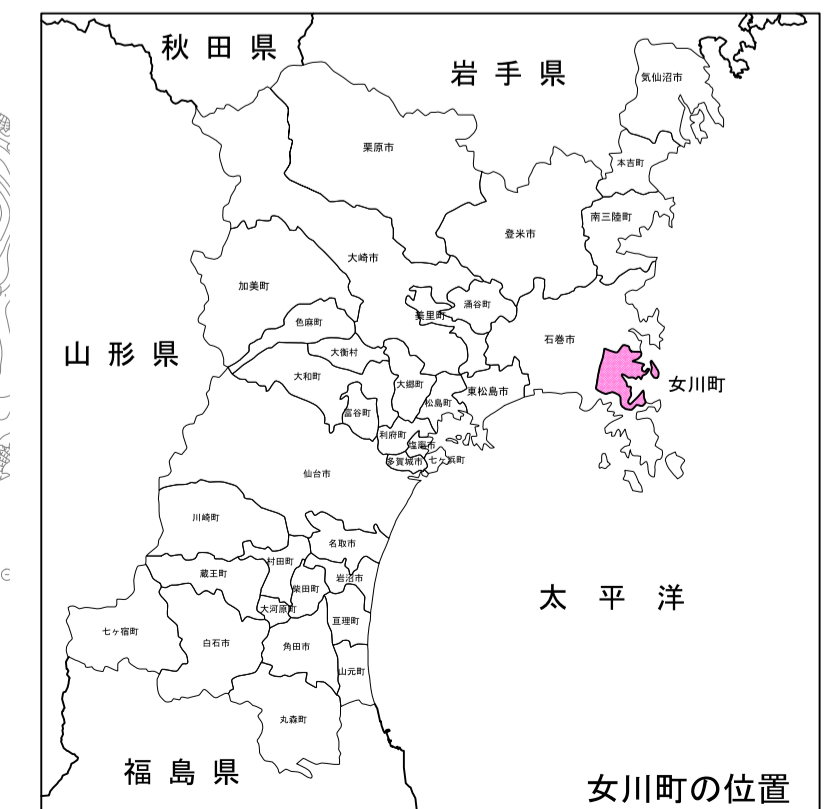 秋田県
岩手県
気仙沼市
栗原市
本吉町
南三陸町
登米市
大崎市
加美町
涌谷町
美里町
色麻町
石巻市
大衡村
山形県
大和町
大郷町
東松島市
女川町
松島町
富谷町
利府町
塩竈市
多賀城市
七ヶ浜町
仙台市
川崎町
名取市
村田町
蔵王町
岩沼市
柴田町
太平洋
大河原町
亘理町
七ヶ宿町
白石市
角田市
山元町
丸森町
福島県
女川町の位置